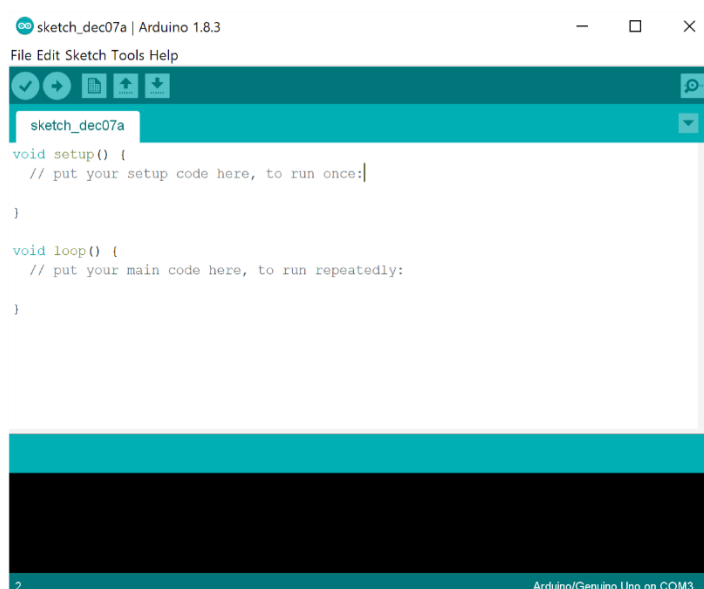 sketch_dec07a | Arduino 1.8.3
File Edit Sketch Tools Help
sketch_dec07a
void setup() {
  // put your setup code here, to run once:
}
void loop() {
  // put your main code here, to run repeatedly:
}
2
Arduino/Genuino Uno on COM3